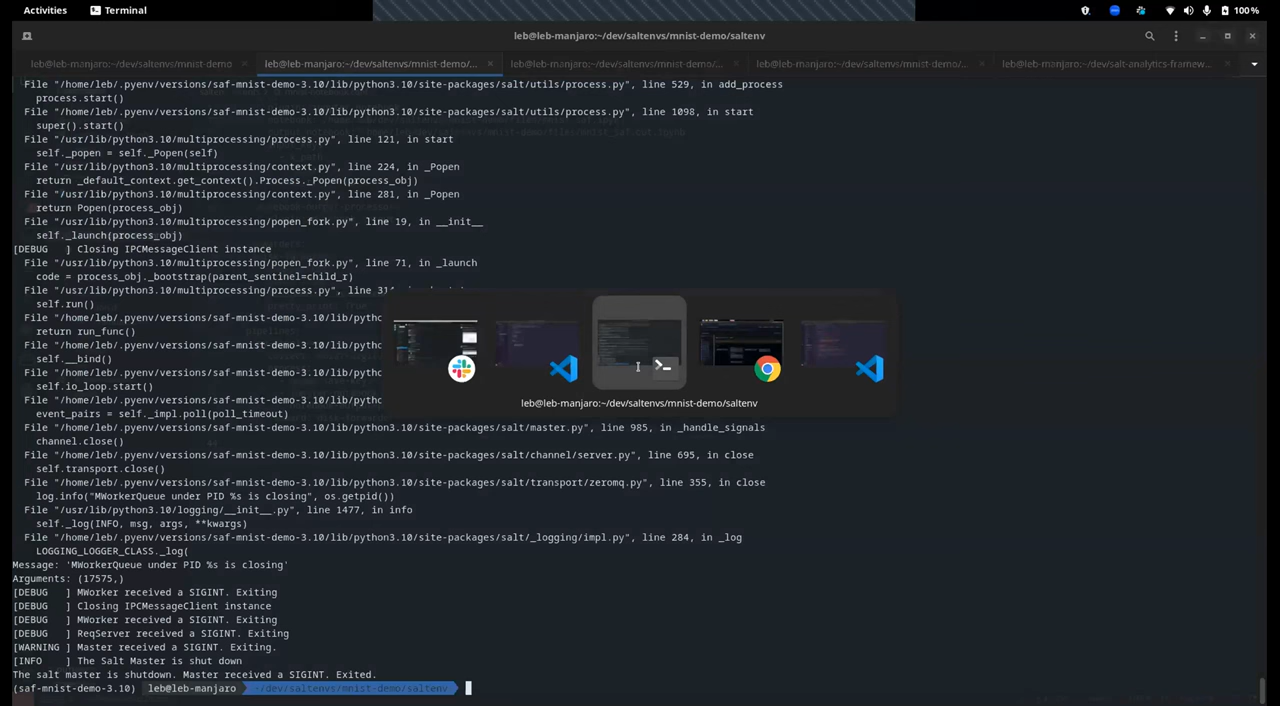 Activities
Terminal
100 %
leb@leb-manjaro:~/dev/saltenvs/mnist-demo/saltenv
leb@leb-manjaro:~/dev/saltenvs/mnist-demo
leb@leb-manjaro:~/dev/saltenvs/mnist-demo/...
leb@leb-manjaro:~/dev/saltenvs/mnist-demo/...
leb@leb-manjaro:~/dev/saltenvs/mnist-demo/...
leb@leb-manjaro:~/dev/salt-analytics-framew...
File "/home/leb/.pyenv/versions/saf-mnist-demo-3.10/lib/python3.10/site-packages/salt/utils/process.py", line 529, in add_process
process.start()
File "/home/leb/.pyenv/versions/saf-mnist-demo-3.10/lib/python3.10/site-packages/salt/utils/process.py", line 1098, in start
super().start()
File "/usr/lib/python3.10/multiprocessing/process.py", line 121, in start
self._popen = self._Popen(self)
File "/usr/lib/python3.10/multiprocessing/context.py", line 224, in _Popen
return _default_context.get_context().Process._Popen(process_obj)
File "/usr/lib/python3.10/multiprocessing/context.py", line 281, in _Popen
return Popen(process_obj)
File "/usr/lib/python3.10/multiprocessing/popen_fork.py", line 19, in __init__
self._launch(process_obj)
[DEBUG   ] Closing IPCMessageClient instance
File "/usr/lib/python3.10/multiprocessing/popen_fork.py", line 71, in _launch
code = process_obj._bootstrap(parent_sentinel=child_r)
File "/usr/lib/python3.10/multiprocessing/process.py", line
self.run()
File "/home/leb/.pyenv/versions/saf-mnist-demo-3.10/lib/python
return run_func()
File "/home/leb/.pyenv/versions/saf-mnist-demo-3.10/lib/python
self.__bind()
File "/home/leb/.pyenv/versions/saf-mnist-demo-3.10/lib/python
self.io_loop.start()
File "/home/leb/.pyenv/versions/saf-mnist-demo-3.10/lib/python
event_pairs = self._impl.poll(poll_timeout)
leb@leb-manjaro:~/dev/saltenvs/mnist-demo/saltenv
File "/home/leb/.pyenv/versions/saf-mnist-demo-3.10/lib/python3.10/site-packages/salt/master.py", line 985, in _handle_signals
channel.close()
File "/home/leb/.pyenv/versions/saf-mnist-demo-3.10/lib/python3.10/site-packages/salt/channel/server.py", line 695, in close
self.transport.close()
File "/home/leb/.pyenv/versions/saf-mnist-demo-3.10/lib/python3.10/site-packages/salt/transport/zeromq.py", line 355, in close
log.info("MWorkerQueue under PID %s is closing", os.getpid())
File "/usr/lib/python3.10/logging/__init__.py", line 1477, in info
self._log(INFO, msg, args, **kwargs)
File "/home/leb/.pyenv/versions/saf-mnist-demo-3.10/lib/python3.10/site-packages/salt/_logging/impl.py", line 284, in _log
LOGGING_LOGGER_CLASS._log(
Message: 'MWorkerQueue under PID %s is closing'
Arguments: (17575,)
[DEBUG   ] MWorker received a SIGINT. Exiting
[DEBUG   ] Closing IPCMessageClient instance
[DEBUG   ] MWorker received a SIGINT. Exiting
[DEBUG   ] ReqServer received a SIGINT. Exiting
[WARNING ] Master received a SIGINT. Exiting.
[INFO    ] The Salt Master is shut down
The salt master is shutdown. Master received a SIGINT. Exited.
(saf-mnist-demo-3.10) leb@leb-manjaro ~/dev/saltenvs/mnist-demo/saltenv